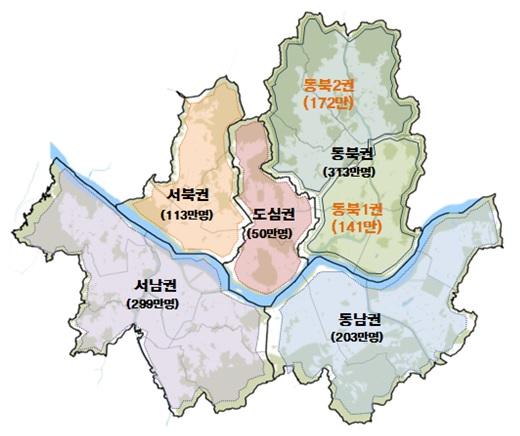 동북2권
(172만)
동북권
(313만명)
서북권
(113만명)
도심권
(50만명)
동북1권
(141만)
서남권
(299만명)
동남권
(203만명)